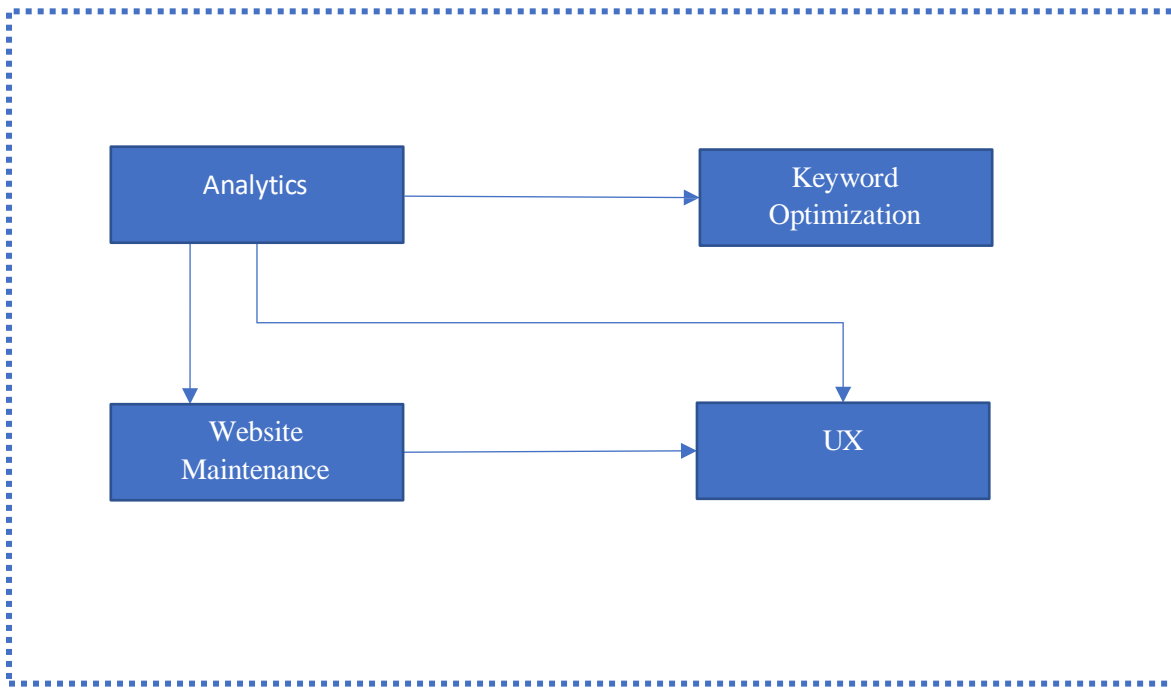 Analytics
Keyword
Optimization
Website
Maintenance
UX